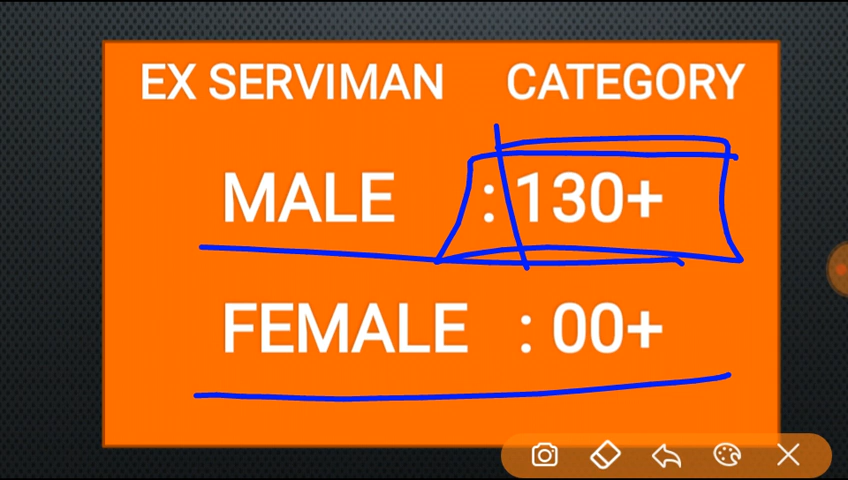 EX SERVIMAN CATEGORY
MALE : 130+
FEMALE : 00+